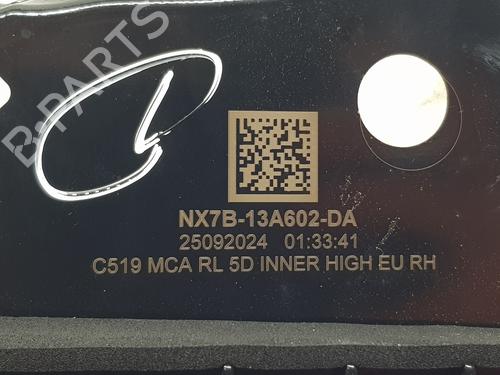 B-PARTS
NX7B-13A602-DA
25092024 01:33:41
C519 MCA RL 5D INNER HIGH EU RH